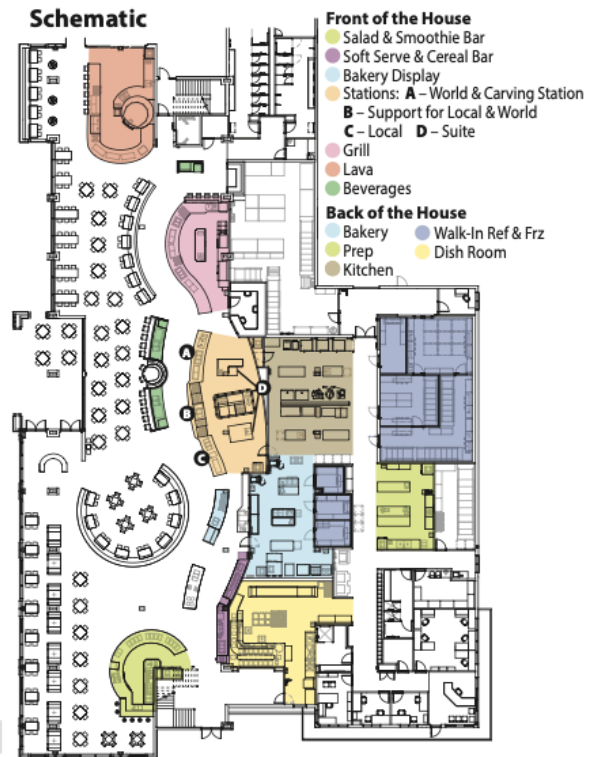 Schematic
Front of the House
Salad & Smoothie Bar
Soft Serve & Cereal Bar
Bakery Display
Stations: A – World & Carving Station
B – Support for Local & World
C – Local D – Suite
Grill
Lava
Beverages
Back of the House
Bakery
Walk-In Ref & Frz
Prep
Dish Room
Kitchen
A
D
B
C